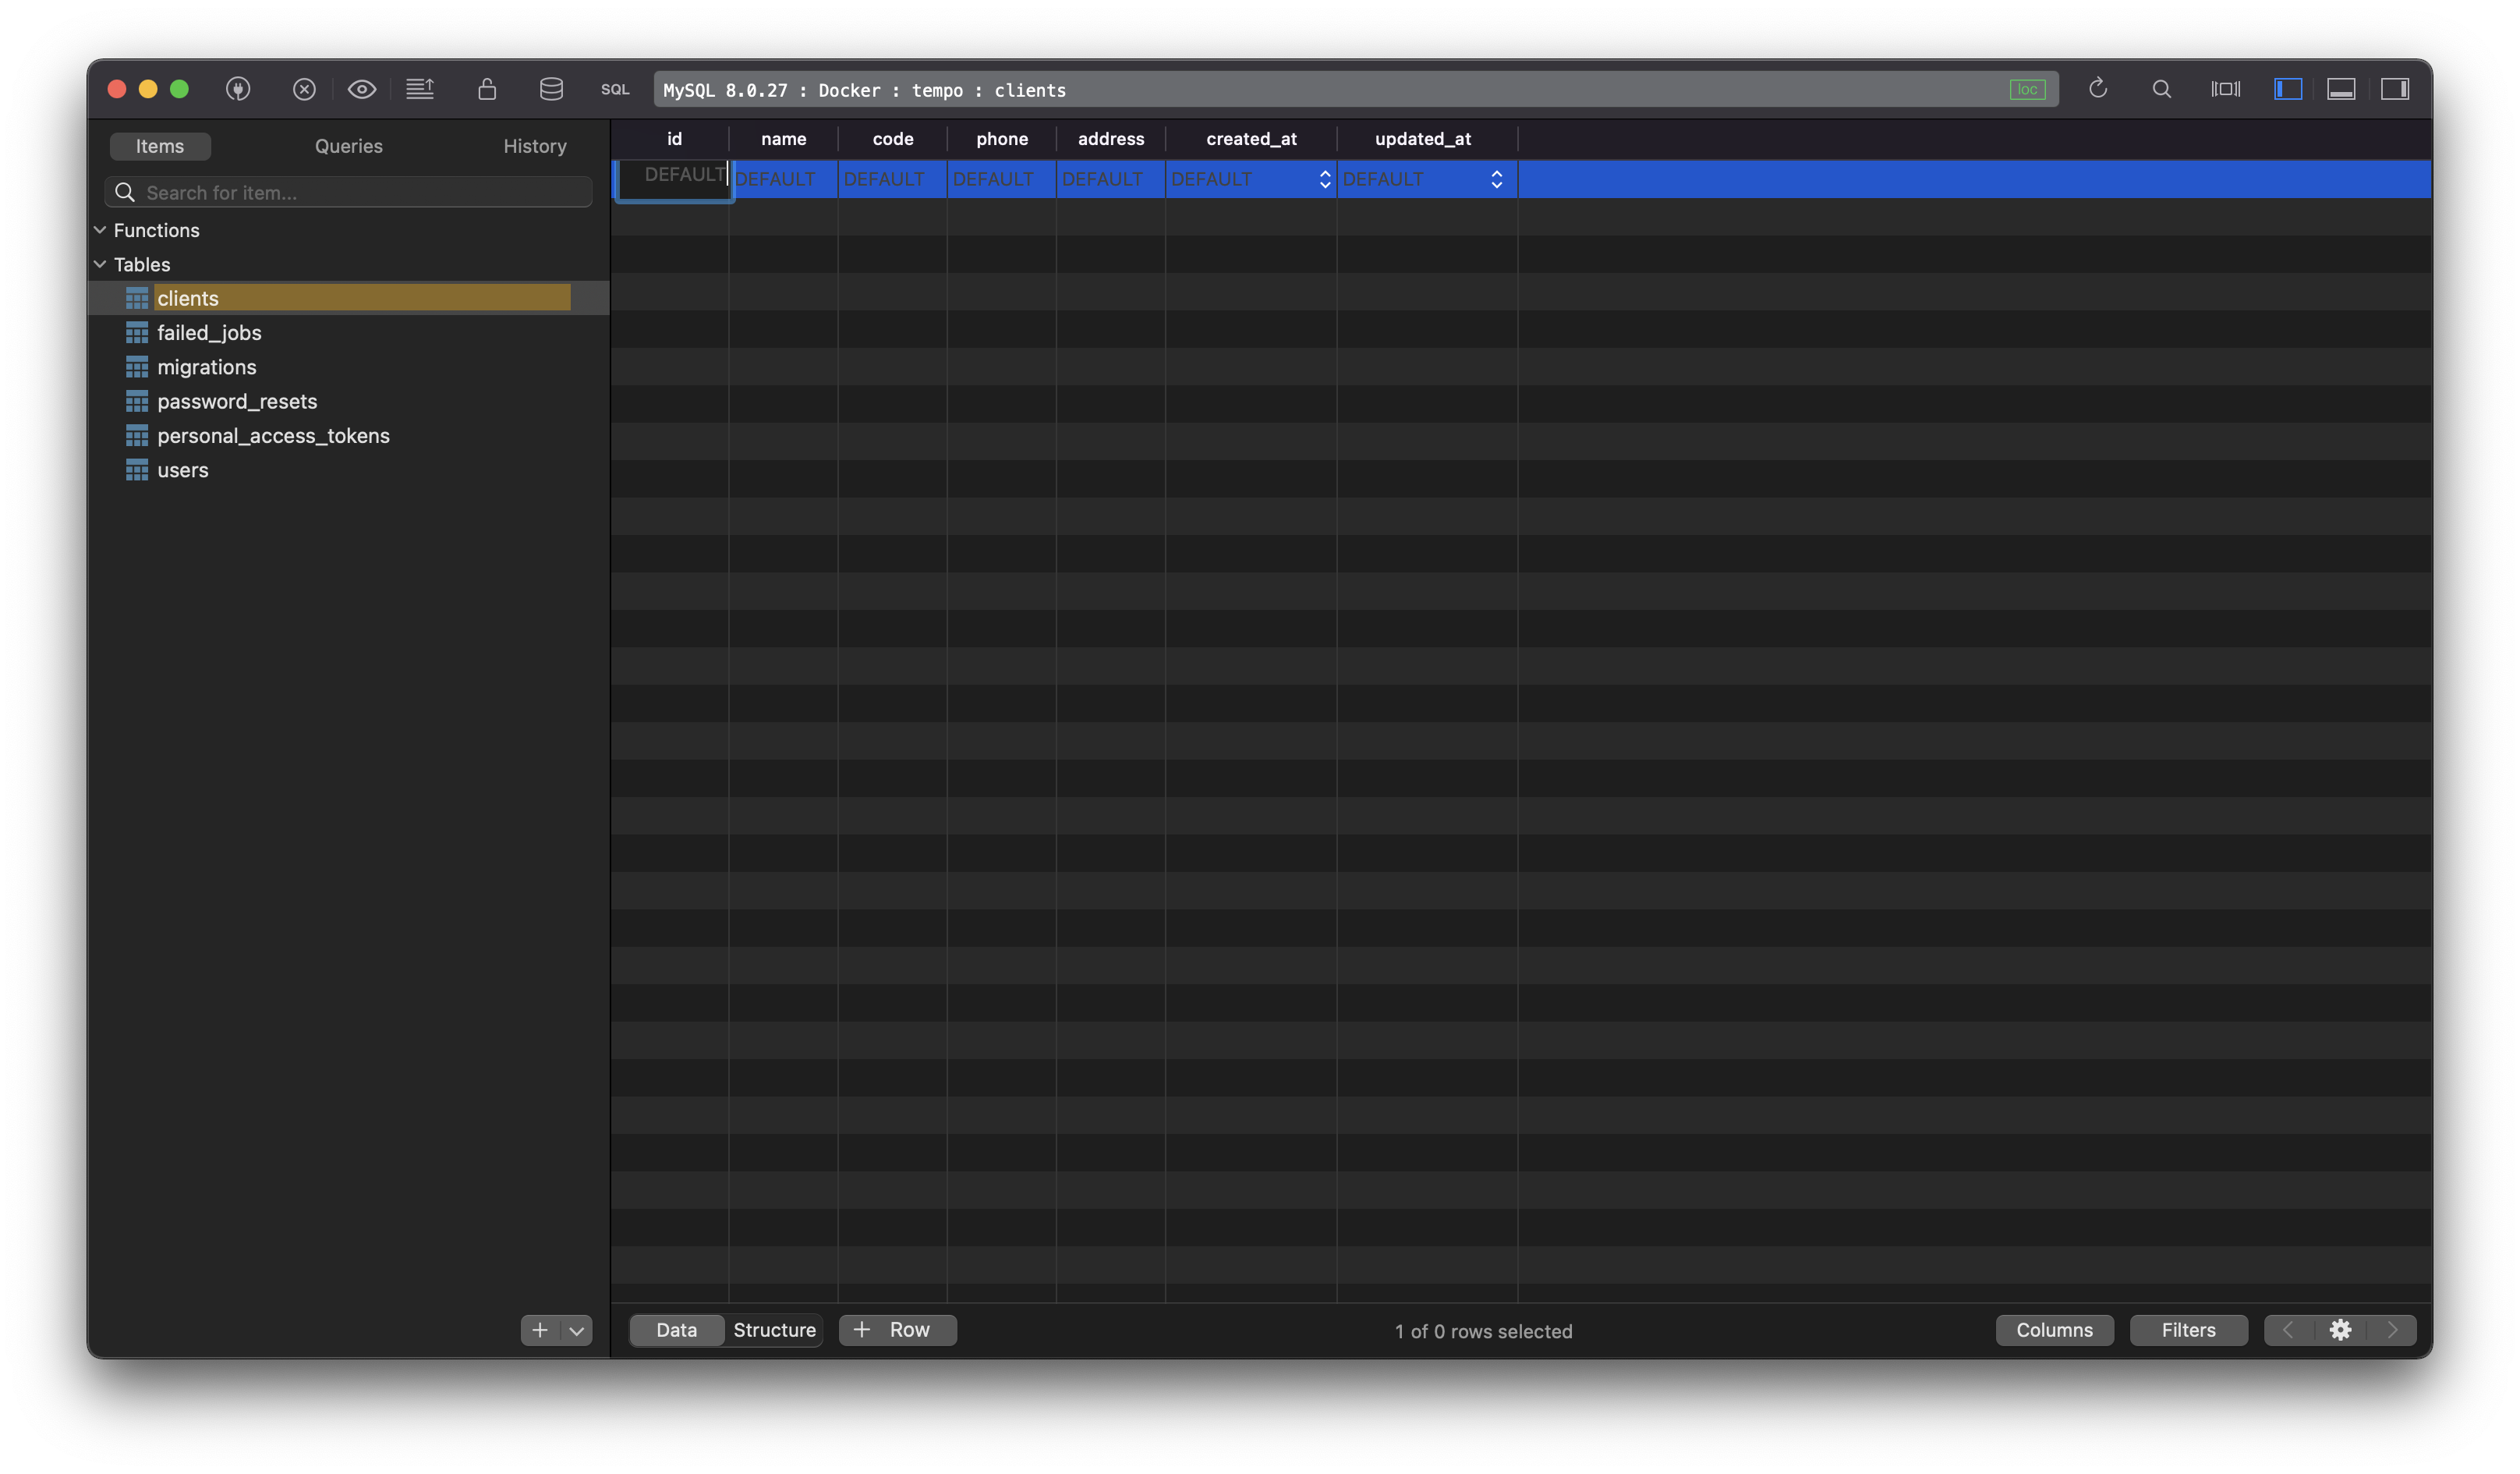 SQL MySQL 8.0.27 : Docker : tempo : clients loc
Items Queries History
Search for item...
Functions
Tables
clients
failed_jobs
migrations
password_resets
personal_access_tokens
users
id name code phone address created_at updated_at
DEFAULT DEFAULT DEFAULT DEFAULT DEFAULT DEFAULT DEFAULT
Data Structure + Row 1 of 0 rows selected Columns Filters